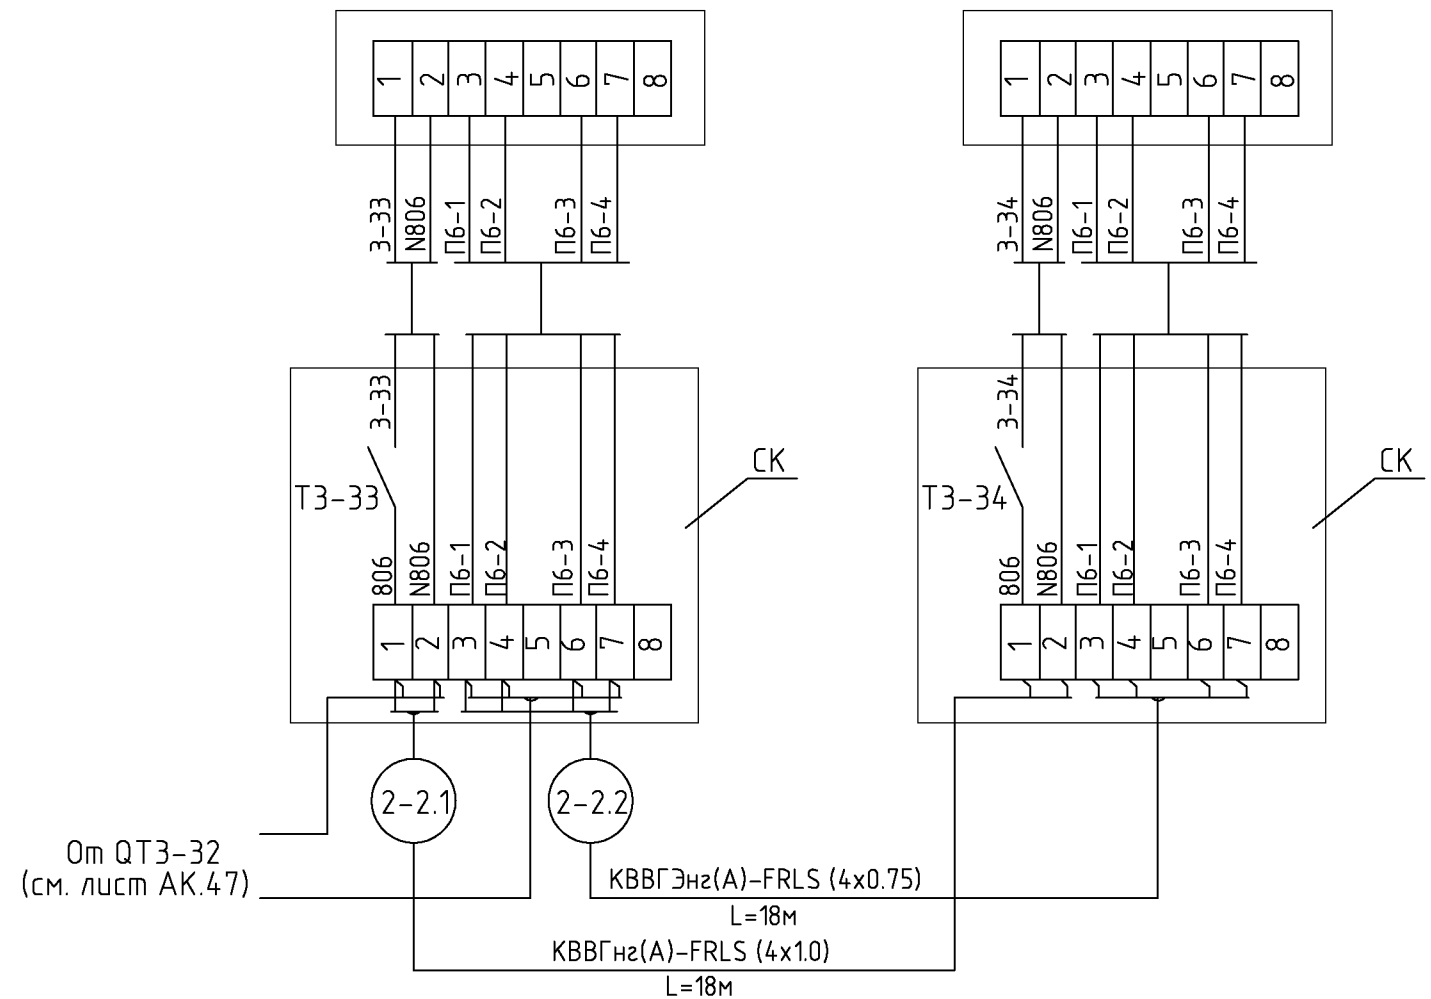 1 2 3 4 5 6 7 8
1 2 3 4 5 6 7 8
3-33 N806 П6-1 П6-2 П6-3 П6-4
3-34 N806 П6-1 П6-2 П6-3 П6-4
3-33
3-34
СК
СК
ТЗ-33
ТЗ-34
806 N806 П6-1 П6-2 П6-3 П6-4
806 N806 П6-1 П6-2 П6-3 П6-4
1 2 3 4 5 6 7 8
1 2 3 4 5 6 7 8
2-2.1
2-2.2
От QТЗ-32
(см. лист АК.47)
КВВГЭнг(А)-FRLS (4x0.75)
L=18м
КВВГнг(А)-FRLS (4x1.0)
L=18м